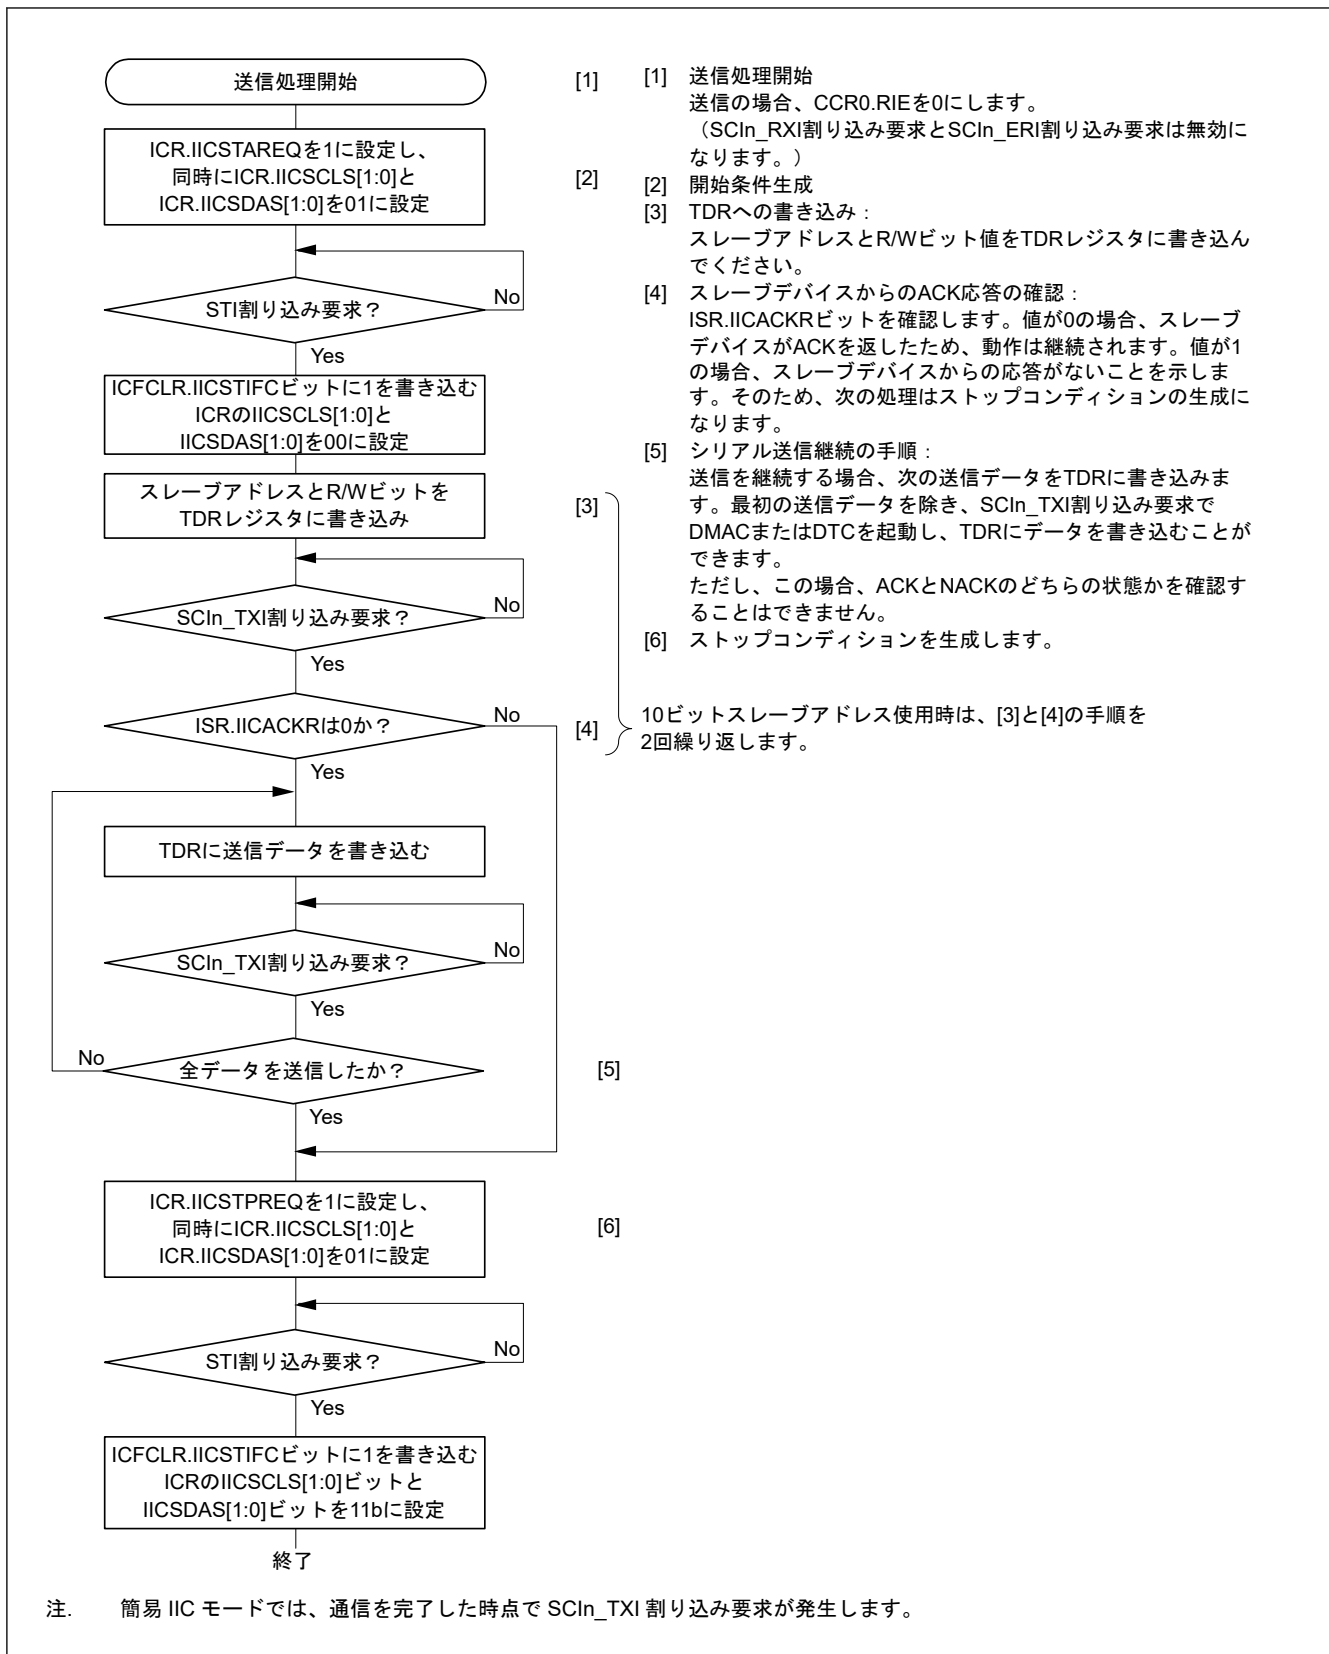 送信処理開始
[1]
ICR.IICSTAREQを1に設定し、
同時にICR.IICSCLS[1:0]と
ICR.IICSDAS[1:0]を01に設定
[2]
STI割り込み要求？
No
Yes
ICFCLR.IICSTIFCビットに1を書き込む
ICRのIICSCLS[1:0]と
IICSDAS[1:0]を00に設定
スレーブアドレスとR/Wビットを
TDRレジスタに書き込み
[3]
SCIn_TXI割り込み要求？
No
Yes
ISR.IICACKRは0か？
No
[4]
Yes
TDRに送信データを書き込む
SCIn_TXI割り込み要求？
No
Yes
No
全データを送信したか？
[5]
Yes
ICR.IICSTPREQを1に設定し、
同時にICR.IICSCLS[1:0]と
ICR.IICSDAS[1:0]を01に設定
[6]
STI割り込み要求？
No
Yes
ICFCLR.IICSTIFCビットに1を書き込む
ICRのIICSCLS[1:0]ビットと
IICSDAS[1:0]ビットを11bに設定
終了
[1] 送信処理開始
送信の場合、CCR0.RIEを0にします。
（SCIn_RXI割り込み要求とSCIn_ERI割り込み要求は無効に
なります。）
[2] 開始条件生成
[3] TDRへの書き込み：
スレーブアドレスとR/Wビット値をTDRレジスタに書き込ん
でください。
[4] スレーブデバイスからのACK応答の確認：
ISR.IICACKRビットを確認します。値が0の場合、スレーブ
デバイスがACKを返したため、動作は継続されます。値が1
の場合、スレーブデバイスからの応答がないことを示しま
す。そのため、次の処理はストップコンディションの生成に
なります。
[5] シリアル送信継続の手順：
送信を継続する場合、次の送信データをTDRに書き込みま
す。最初の送信データを除き、SCIn_TXI割り込み要求で
DMACまたはDTCを起動し、TDRにデータを書き込むことが
できます。
ただし、この場合、ACKとNACKのどちらの状態かを確認す
ることはできません。
[6] ストップコンディションを生成します。
10ビットスレーブアドレス使用時は、[3]と[4]の手順を
2回繰り返します。
注. 簡易 IIC モードでは、通信を完了した時点で SCIn_TXI 割り込み要求が発生します。